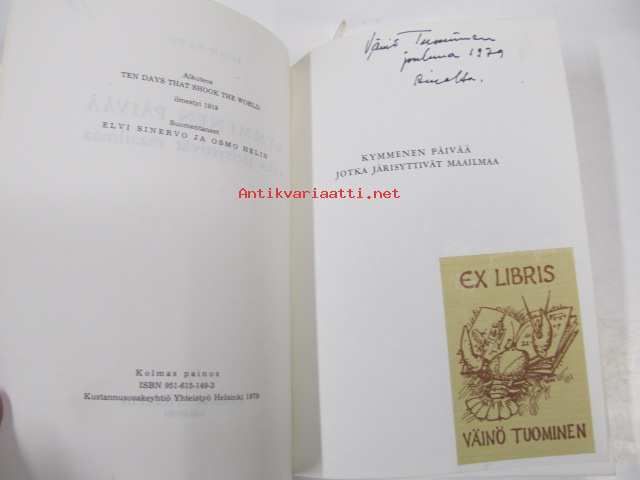 Alkuteos
TEN DAYS THAT SHOOK THE WORLD
ilmestyi 1919
Suomentaneet
ELVI SINERVO JA OSMO HELIN
Kolmas painos
ISBN 951-615-149-3
Kustannusosakeyhtiö Yhteistyö Helsinki 1979
Väinö Tuominen
jouluna 1979
KYMMENEN PÄIVÄÄ
JOTKA JÄRISYTTIVÄT MAAILMAA
Antikvariaatti.net
EX LIBRIS
VÄINÖ TUOMINEN